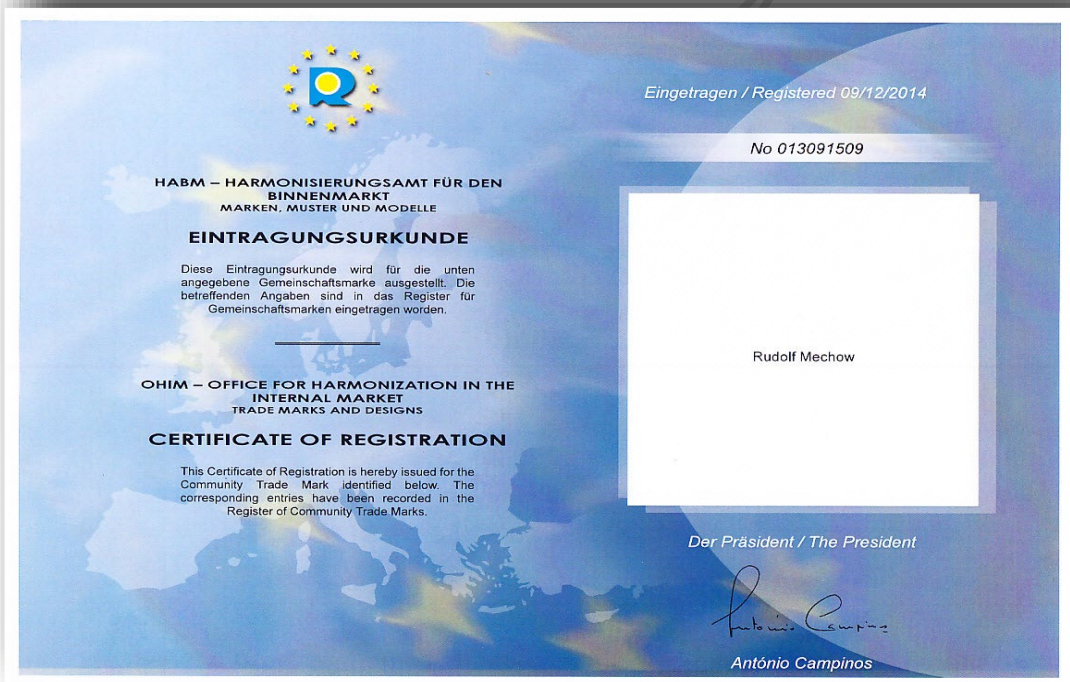 HABM – HARMONISIERUNGSAMT FÜR DEN
BINNENMARKT
MARKEN, MUSTER UND MODELLE
EINTRAGUNGSURKUNDE
Diese Eintragungsurkunde wird für die unten
angegebene Gemeinschaftsmarke ausgestellt. Die
betreffenden Angaben sind in das Register für
Gemeinschaftsmarken eingetragen worden.
OHIM – OFFICE FOR HARMONIZATION IN THE
INTERNAL MARKET
TRADE MARKS AND DESIGNS
CERTIFICATE OF REGISTRATION
This Certificate of Registration is hereby issued for the
Community Trade Mark identified below. The
corresponding entries have been recorded in the
Register of Community Trade Marks.
Eingetragen / Registered 09/12/2014
No 013091509
Rudolf Mechow
Der Präsident / The President
António Campinos
António Campinos